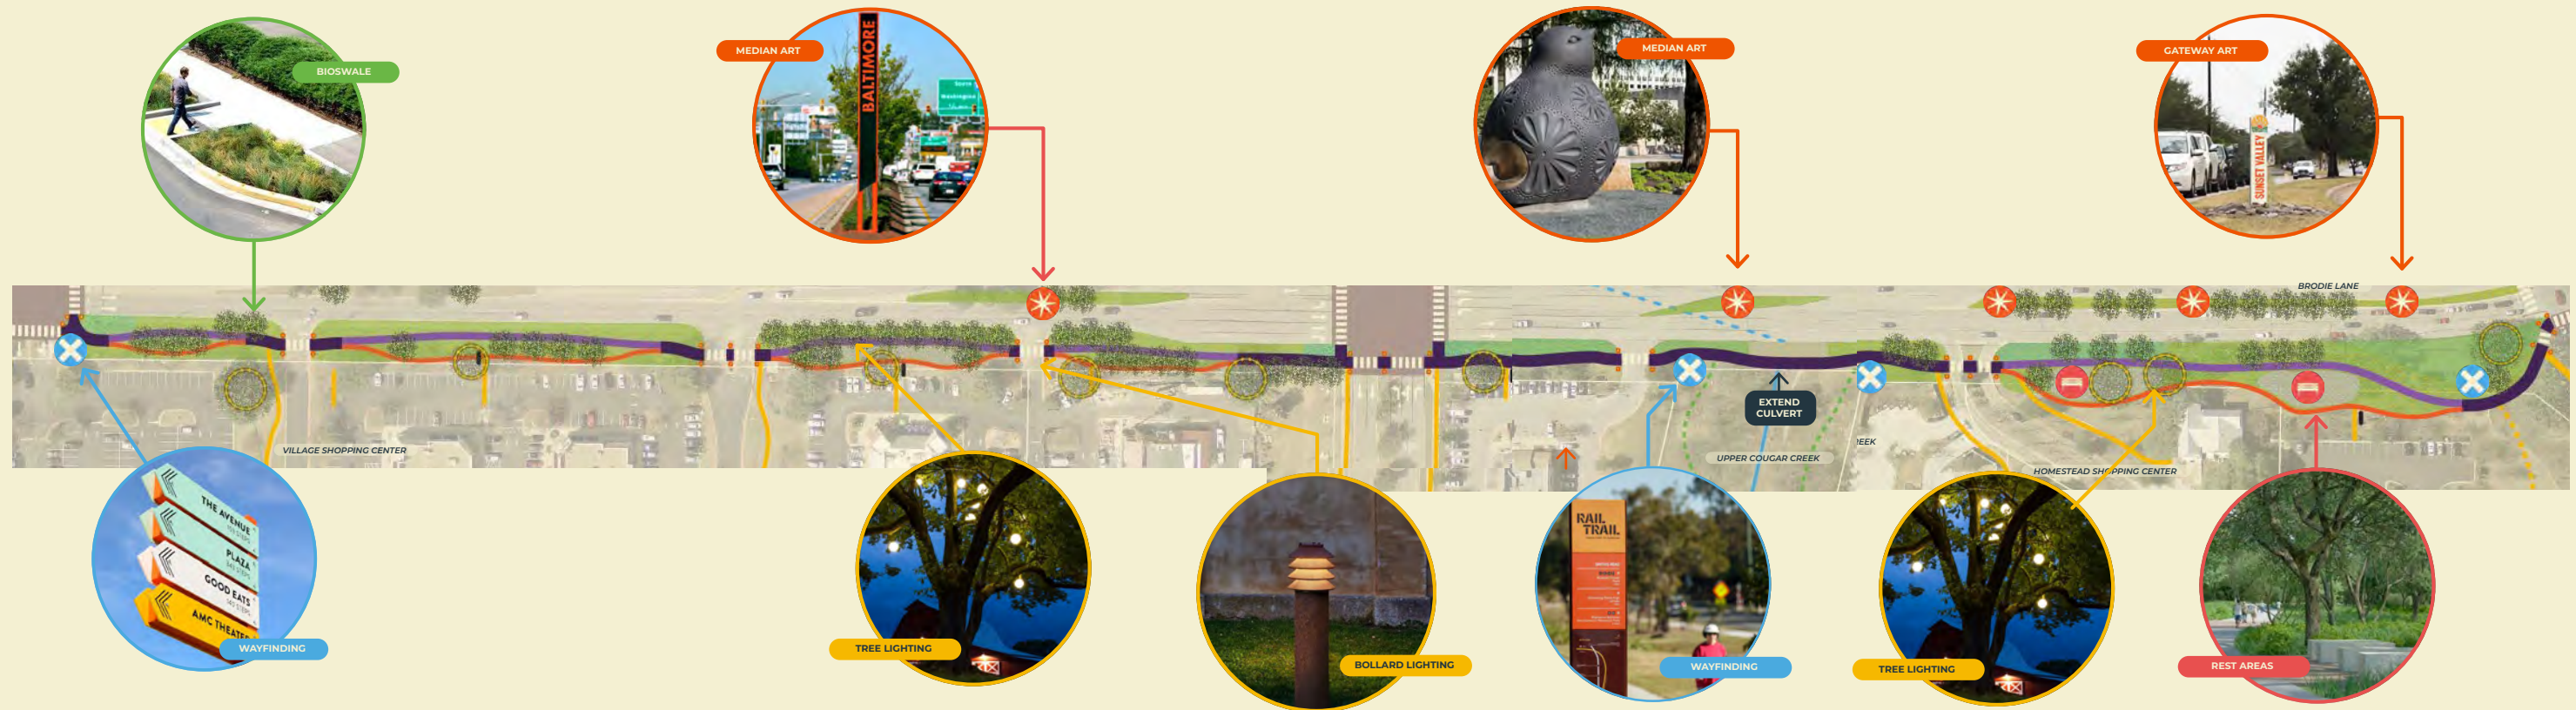 BIOSWALE
MEDIAN ART
BALTIMORE
MEDIAN ART
GATEWAY ART
SUNSET VALLEY
BRODIE LANE
VILLAGE SHOPPING CENTER
EXTEND
CULVERT
REEK
UPPER COUGAR CREEK
HOMESTEAD SHOPPING CENTER
THE AVENUE
PLAZA
GOOD EATS
AMC THEATER
WAYFINDING
TREE LIGHTING
BOLLARD LIGHTING
RAIL
TRAIL
WAYFINDING
TREE LIGHTING
REST AREAS